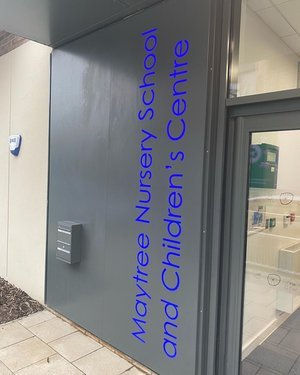 Maytree Nursery School
and Children's Centre